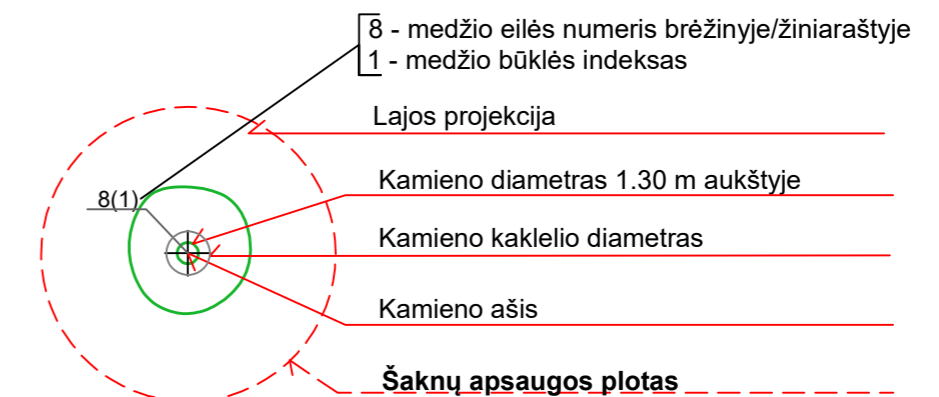 8 - medžio eilės numeris brėžinyje/žiniaraštyje
1 - medžio būklės indeksas
Lajos projekcija
Kamieno diametras 1.30 m aukštyje
8(1)
Kamieno kaklelio diametras
Kamieno ašis
Šaknų apsaugos plotas